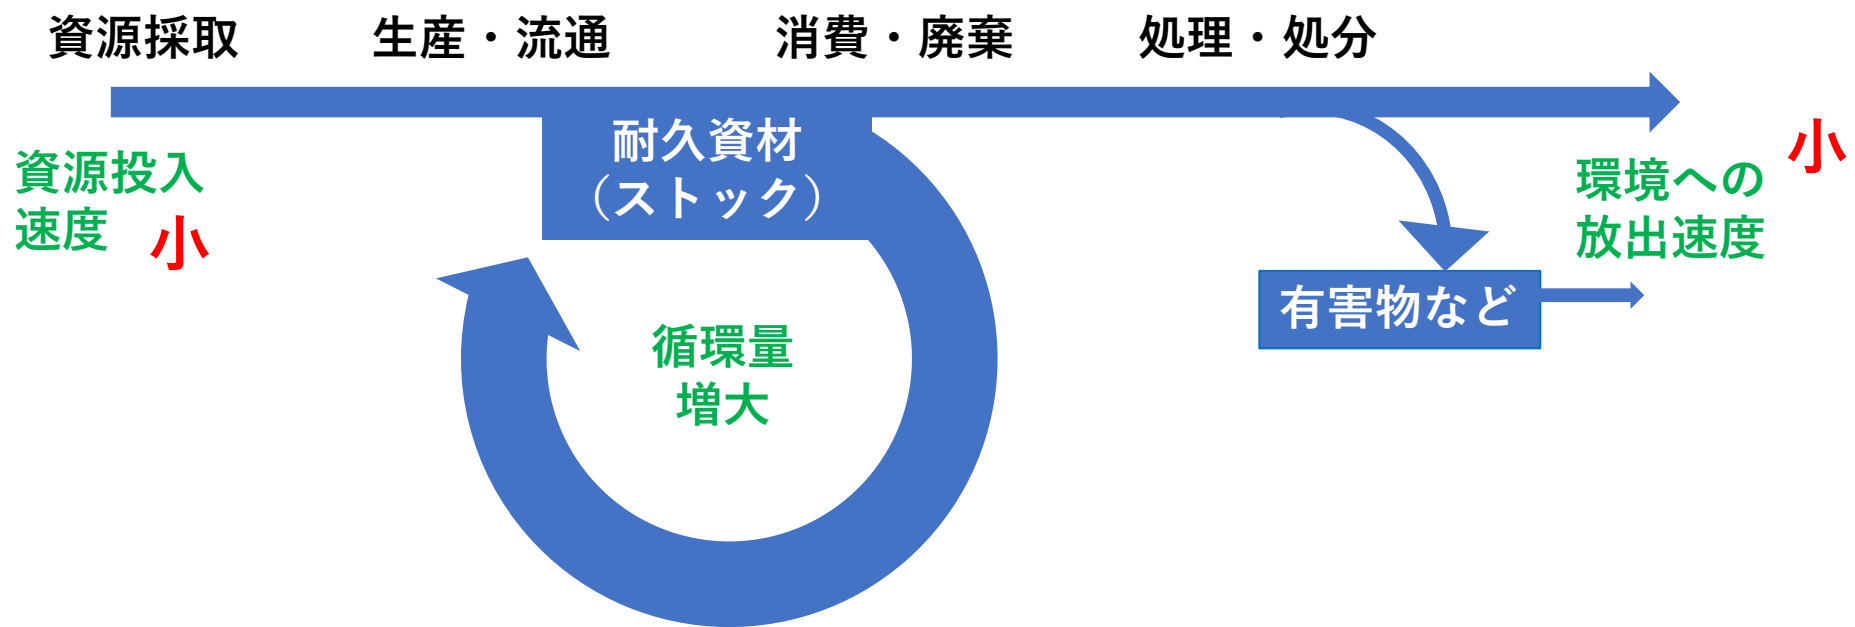 資源採取
生産・流通
消費・廃棄
処理・処分
耐久資材
（ストック）
資源投入
速度
小
循環量
増大
有害物など
環境への
放出速度
小